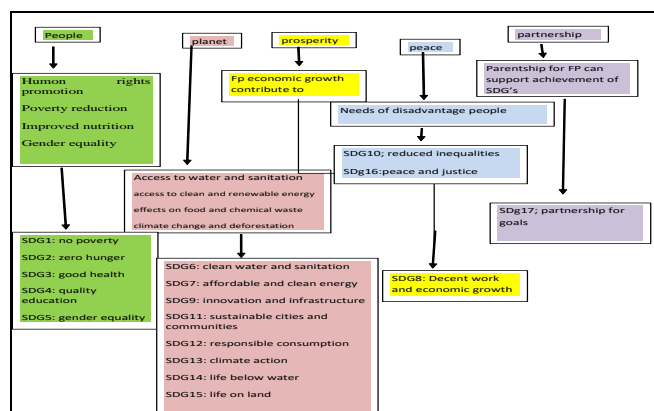 People
planet
prosperity
peace
partnership
Human rights
promotion
Poverty reduction
Improved nutrition
Gender equality
Fp economic growth
contribute to
Parentship for FP can
support achievement of
SDG's
Needs of disadvantage people
SDG10; reduced inequalities
SDg16:peace and justice
Access to water and sanitation
access to clean and renewable energy
effects on food and chemical waste
climate change and deforestation
SDg17; partnership for
goals
SDG1: no poverty
SDG2: zero hunger
SDG3: good health
SDG4: quality
education
SDG5: gender equality
SDG6: clean water and sanitation
SDG7: affordable and clean energy
SDG9: innovation and infrastructure
SDG11: sustainable cities and
communities
SDG12: responsible consumption
SDG13: climate action
SDG14: life below water
SDG15: life on land
SDG8: Decent work
and economic growth